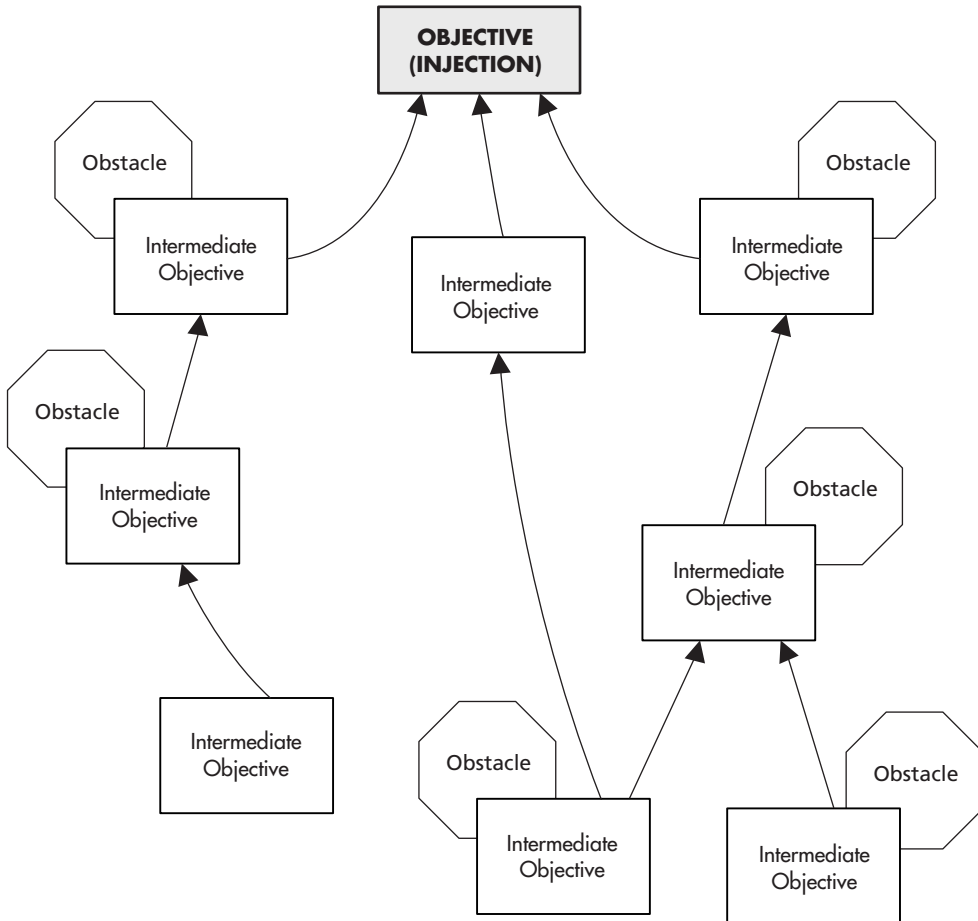 OBJECTIVE
(INJECTION)
Obstacle
Obstacle
Intermediate
Objective
Intermediate
Objective
Intermediate
Objective
Obstacle
Intermediate
Objective
Obstacle
Intermediate
Objective
Intermediate
Objective
Obstacle
Obstacle
Intermediate
Objective
Intermediate
Objective